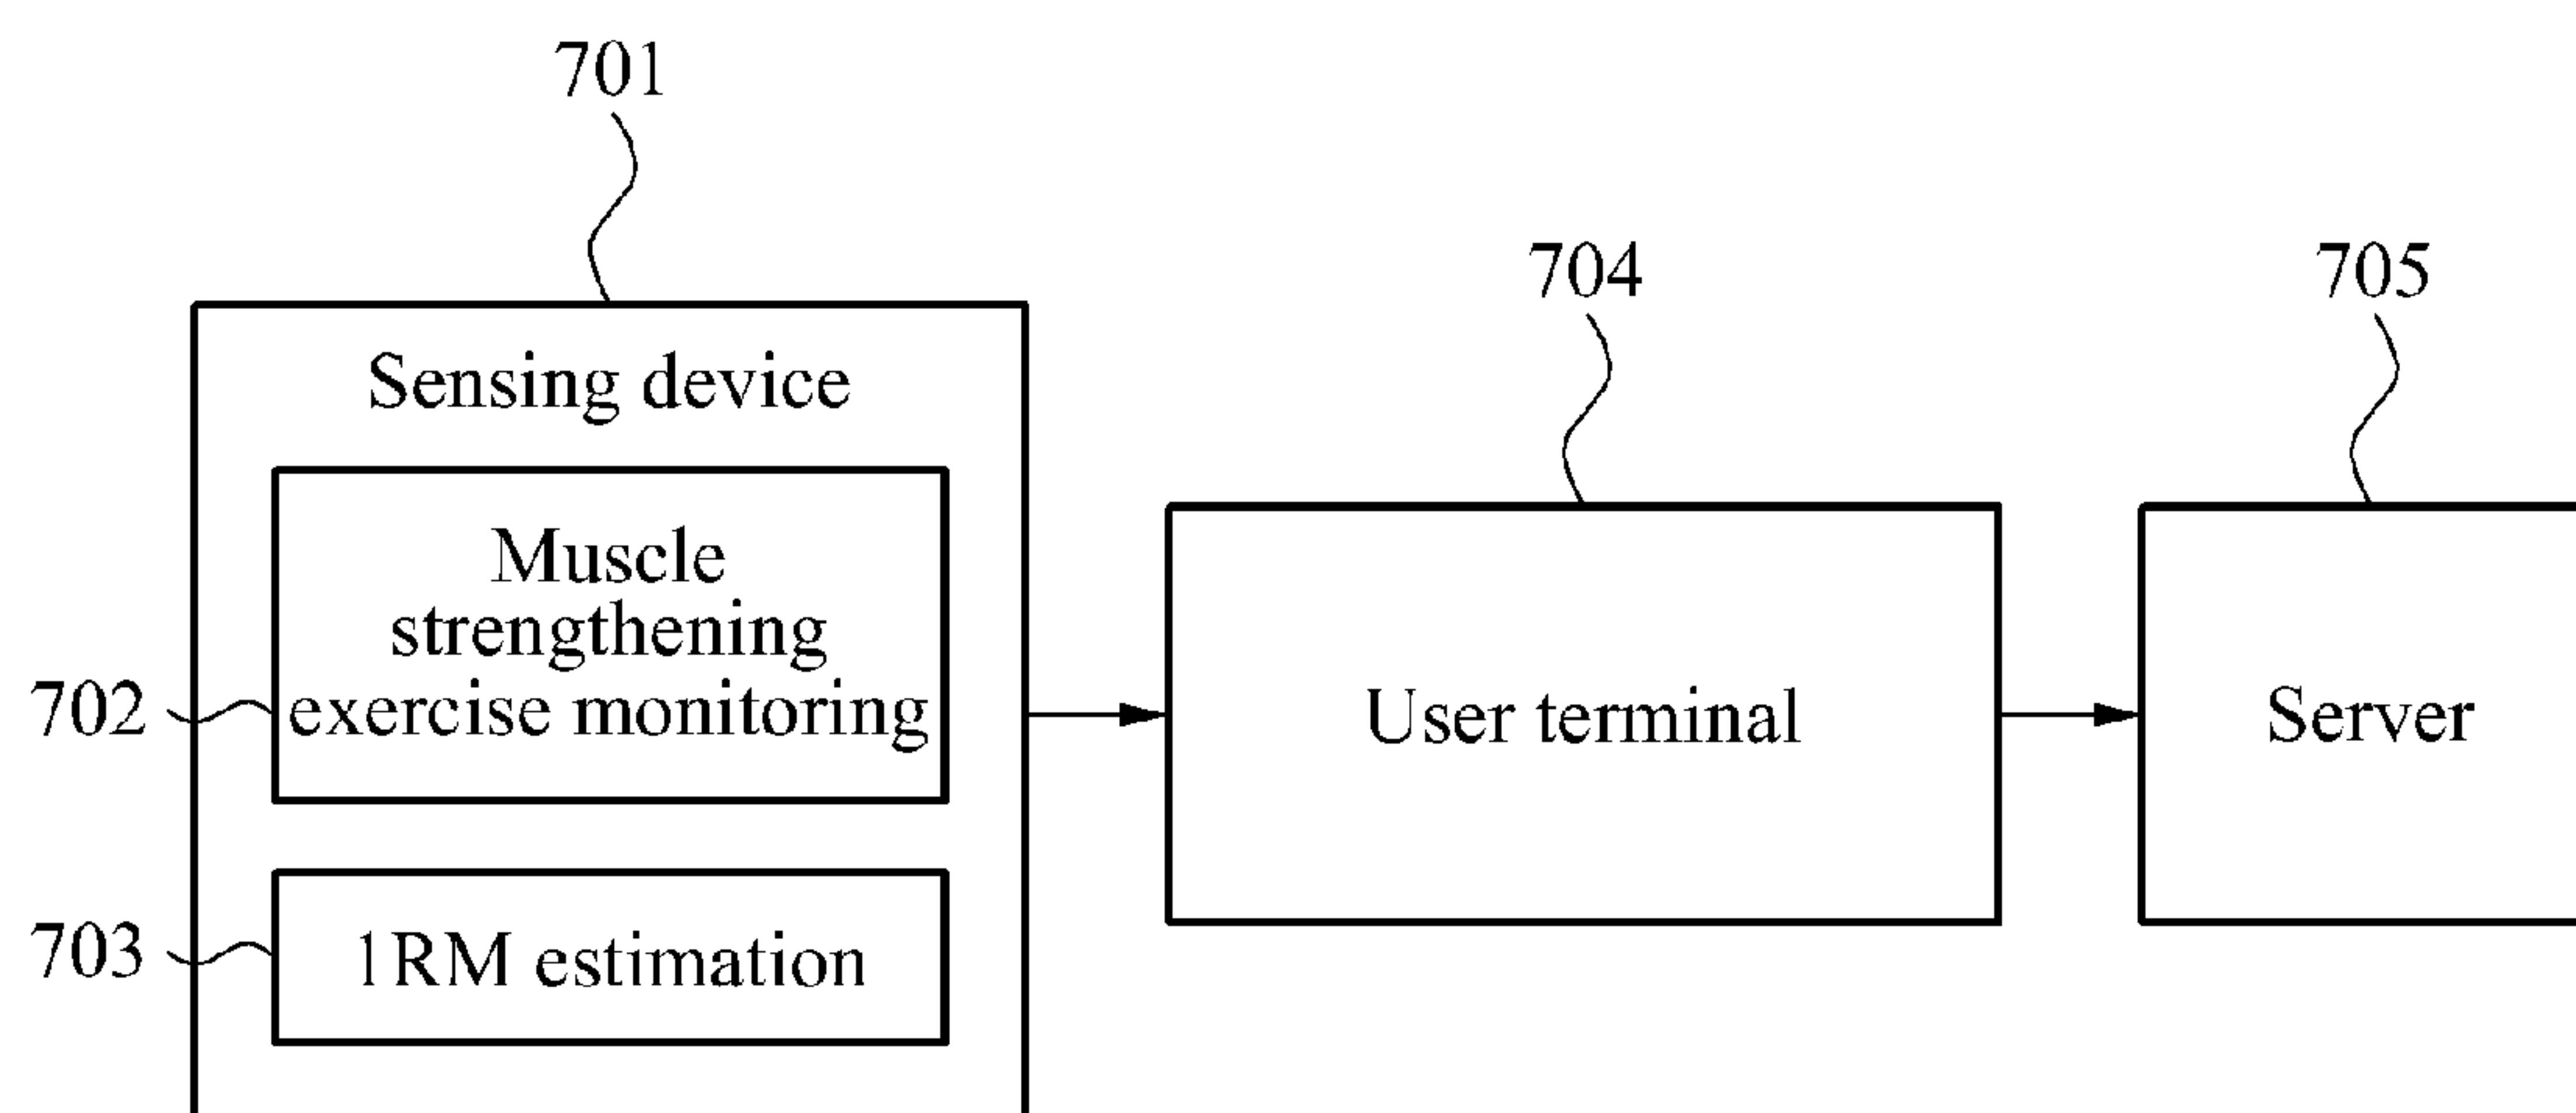 701
704
705
Sensing device
Muscle
strengthening
exercise monitoring
702
User terminal
Server
703
1RM estimation